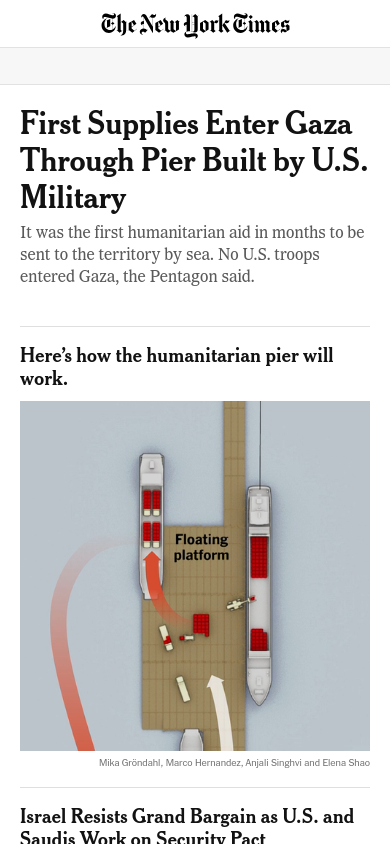 The New York Times
First Supplies Enter Gaza
Through Pier Built by U.S.
Military
It was the first humanitarian aid in months to be
sent to the territory by sea. No U.S. troops
entered Gaza, the Pentagon said.
Here’s how the humanitarian pier will
work.
Floating
platform
Mika Gröndahl, Marco Hernandez, Anjali Singhvi and Elena Shao
Israel Resists Grand Bargain as U.S. and
Saudis Work on Security Pact